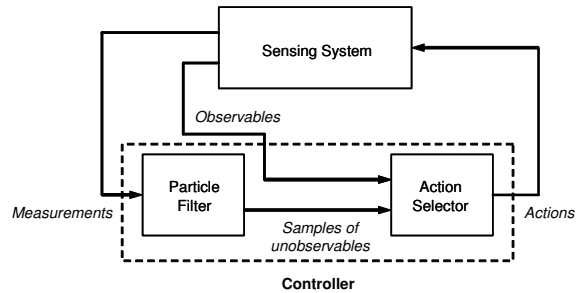 Sensing System
Observables
Particle
Filter
Action
Selector
Measurements
Samples of
unobservables
Actions
Controller